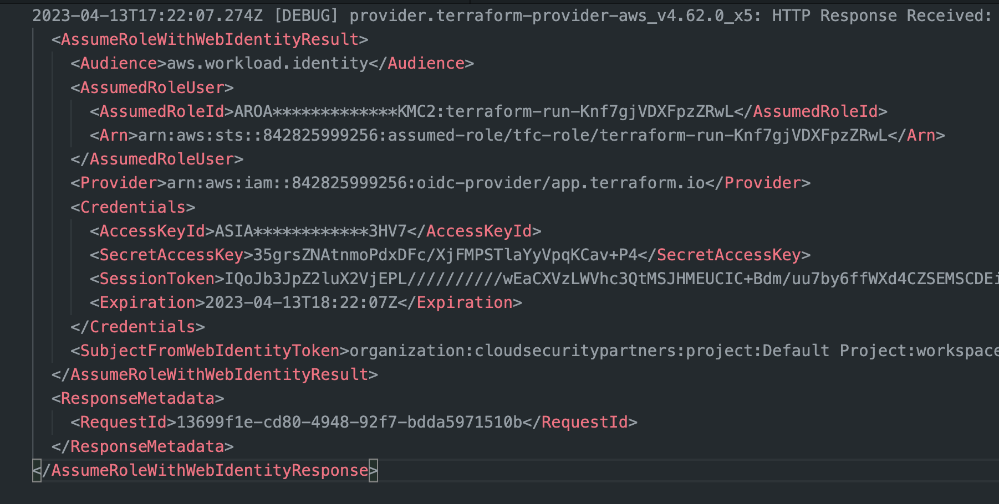 2023-04-13T17:22:07.274Z [DEBUG] provider.terraform-provider-aws_v4.62.0_x5: HTTP Response Received:
<AssumeRoleWithWebIdentityResult>
<Audience>aws.workload.identity</Audience>
<AssumedRoleUser>
<AssumedRoleId>AROA*************KMC2:terraform-run-Knf7gjVDXFpzZRwL</AssumedRoleId>
<Arn>arn:aws:sts::842825999256:assumed-role/tfc-role/terraform-run-Knf7gjVDXFpzZRwL</Arn>
</AssumedRoleUser>
<Provider>arn:aws:iam::842825999256:oidc-provider/app.terraform.io</Provider>
<Credentials>
<AccessKeyId>ASIA************3HV7</AccessKeyId>
<SecretAccessKey>35grsZNAtnmoPdxDFc/XjFMPSTlaYyVpqKCav+P4</SecretAccessKey>
<SessionToken>IQoJb3JpZ2luX2VjEPL//////////wEaCXVzLWVhc3QtMSJHMEUCIC+Bdm/uu7by6ffWXd4CZSEMSCDEi
<Expiration>2023-04-13T18:22:07Z</Expiration>
</Credentials>
<SubjectFromWebIdentityToken>organization:cloudsecuritypartners:project:Default Project:workspace
</AssumeRoleWithWebIdentityResult>
<ResponseMetadata>
<RequestId>13699f1e-cd80-4948-92f7-bdda5971510b</RequestId>
</ResponseMetadata>
</AssumeRoleWithWebIdentityResponse>